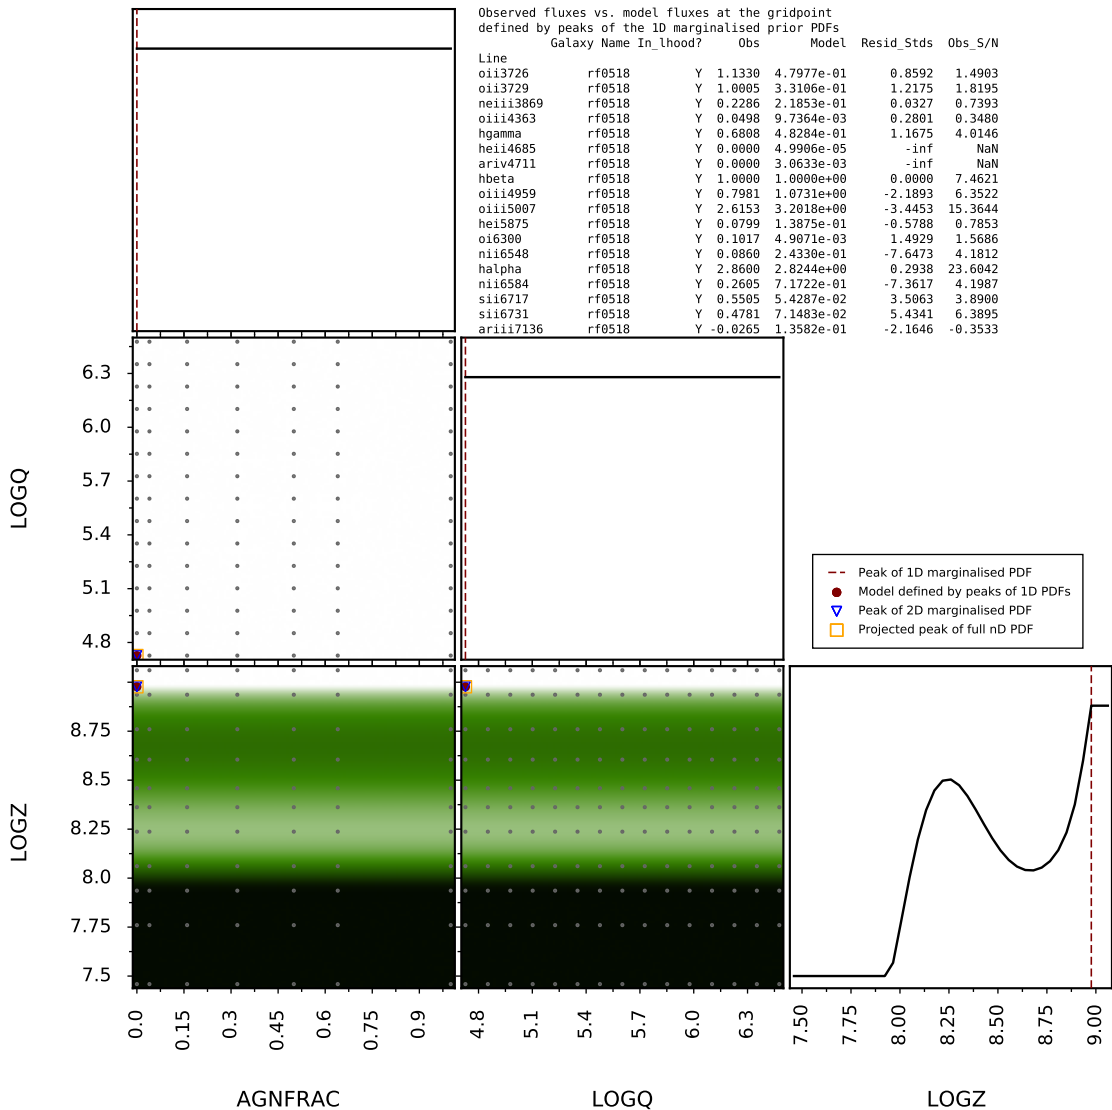 Observed fluxes vs. model fluxes at the gridpoint
defined by peaks of the 1D marginalised prior PDFs
Galaxy Name In_lhood? Obs Model Resid_Stds Obs_S/N
Line
oii3726 rf0518 Y 1.1330 4.7977e-01 0.8592 1.4903
oii3729 rf0518 Y 1.0005 3.3106e-01 1.2175 1.8195
neiii3869 rf0518 Y 0.2286 2.1853e-01 0.0327 0.7393
oiii4363 rf0518 Y 0.0498 9.7364e-03 0.2801 0.3480
hgamma rf0518 Y 0.6808 4.8284e-01 1.1675 4.0146
heii4685 rf0518 Y 0.0000 4.9906e-05 -inf NaN
ariv4711 rf0518 Y 0.0000 3.0633e-03 -inf NaN
hbeta rf0518 Y 1.0000 1.0000e+00 0.0000 7.4621
oiii4959 rf0518 Y 0.7981 1.0731e+00 -2.1893 6.3522
oiii5007 rf0518 Y 2.6153 3.2018e+00 -3.4453 15.3644
hei5875 rf0518 Y 0.0799 1.3875e-01 -0.5788 0.7853
oi6300 rf0518 Y 0.1017 4.9071e-03 1.4929 1.5686
nii6548 rf0518 Y 0.0860 2.4330e-01 -7.6473 4.1812
halpha rf0518 Y 2.8600 2.8244e+00 0.2938 23.6042
nii6584 rf0518 Y 0.2605 7.1722e-01 -7.3617 4.1987
sii6717 rf0518 Y 0.5505 5.4287e-02 3.5063 3.8900
sii6731 rf0518 Y 0.4781 7.1483e-02 5.4341 6.3895
ariii7136 rf0518 Y -0.0265 1.3582e-01 -2.1646 -0.3533
6.3
6.0
5.7
5.4
5.1
4.8
LOGQ
Peak of 1D marginalised PDF
Model defined by peaks of 1D PDFs
Peak of 2D marginalised PDF
Projected peak of full nD PDF
8.75
8.5
8.25
8.0
7.75
7.5
LOGZ
0.0 0.15 0.3 0.45 0.6 0.75 0.9
4.8 5.1 5.4 5.7 6.0 6.3
7.50 7.75 8.00 8.25 8.50 8.75 9.00
AGNFRAC LOGQ LOGZ